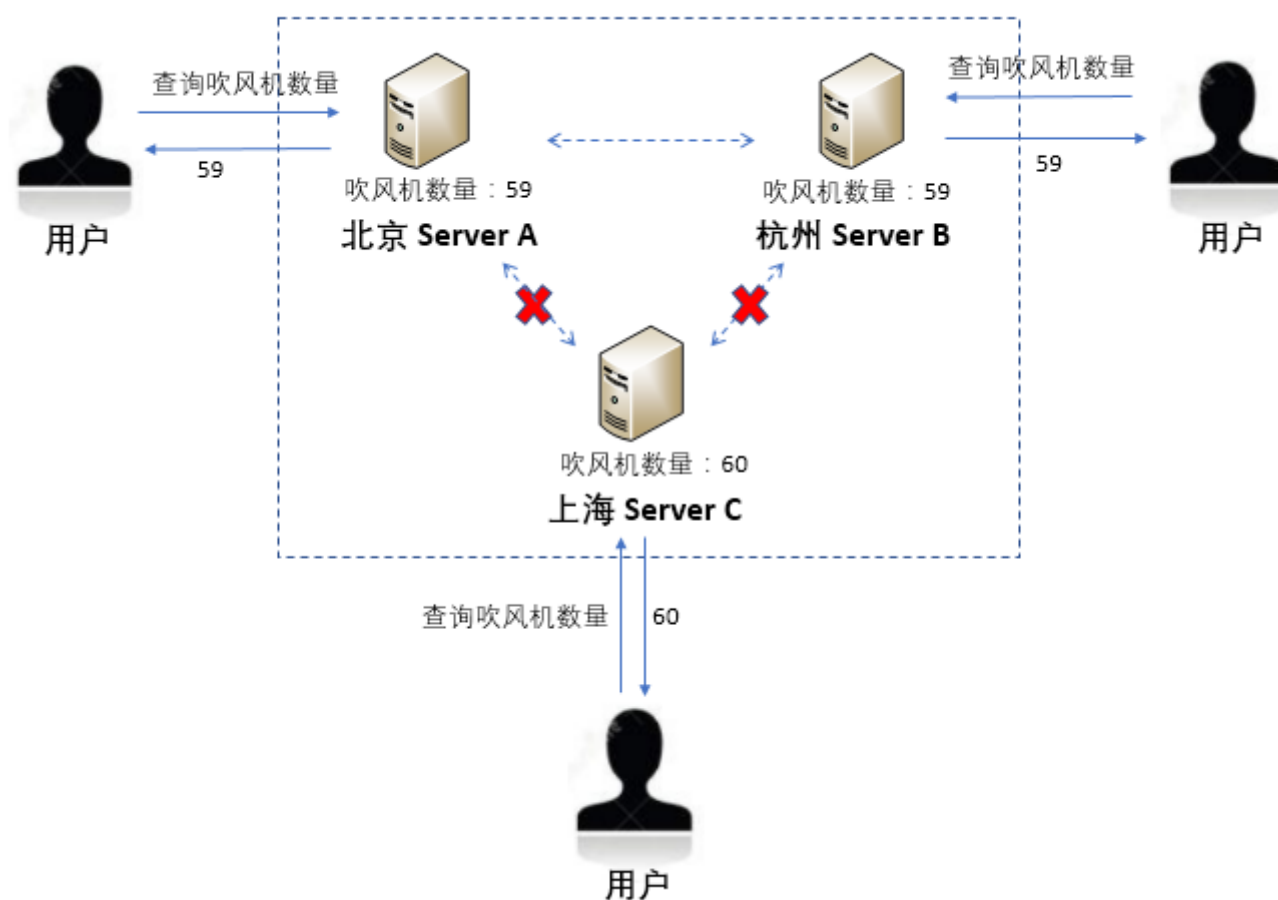 查询吹风机数量
59
用户
吹风机数量：59
北京 Server A
查询吹风机数量
59
用户
吹风机数量：59
杭州 Server B
吹风机数量：60
上海 Server C
查询吹风机数量
60
用户